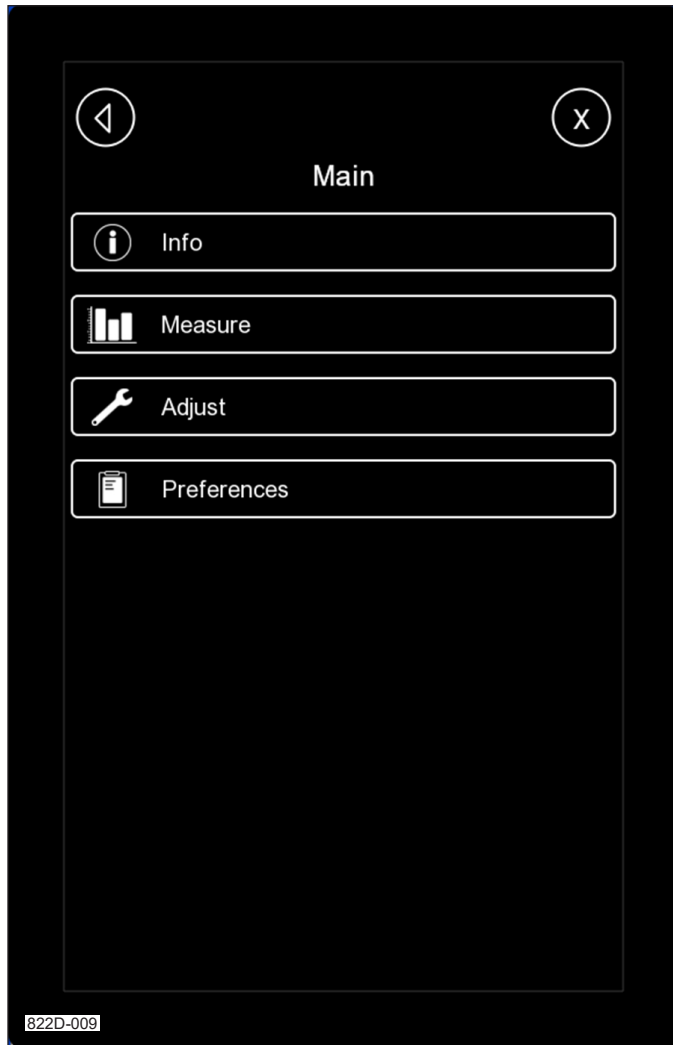 X
Main
Info
Measure
Adjust
Preferences
822D-009